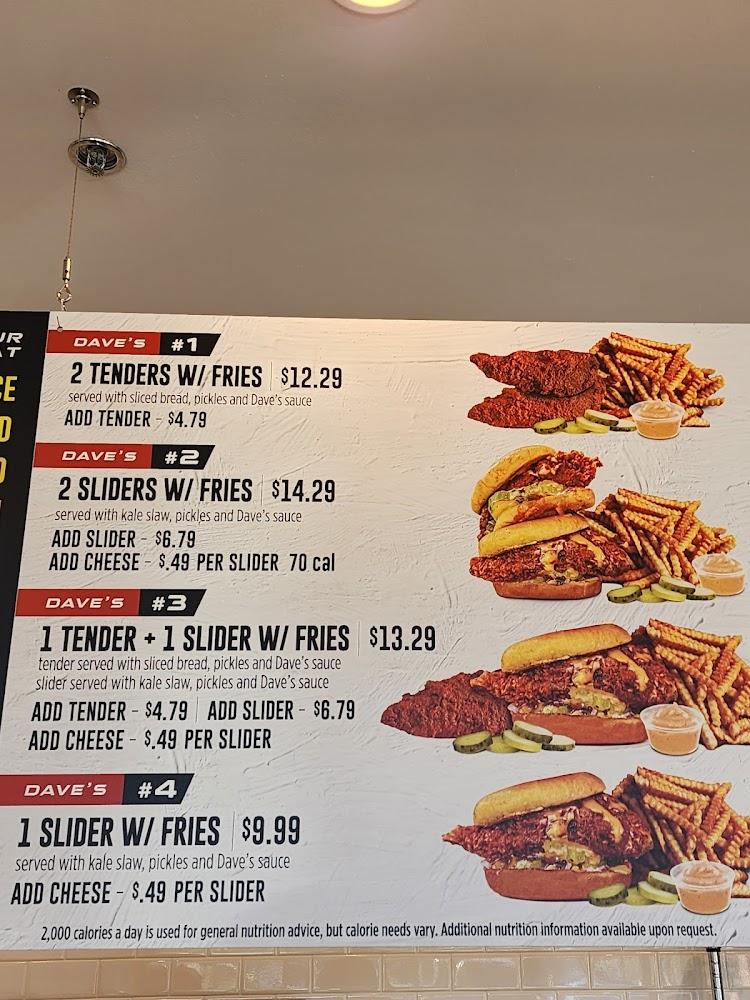 UR
AT
CE
D
D
DAVE'S #1
2 TENDERS W/ FRIES $12.29
served with sliced bread, pickles and Dave's sauce
ADD TENDER - $4.79
DAVE'S #2
2 SLIDERS W/ FRIES $14.29
served with kale slaw, pickles and Dave's sauce
ADD SLIDER - $6.79
ADD CHEESE - $.49 PER SLIDER 70 cal
DAVE'S #3
1 TENDER + 1 SLIDER W/ FRIES $13.29
tender served with sliced bread, pickles and Dave's sauce
slider served with kale slaw, pickles and Dave's sauce
ADD TENDER - $4.79 ADD SLIDER - $6.79
ADD CHEESE - $.49 PER SLIDER
DAVE'S #4
1 SLIDER W/ FRIES $9.99
served with kale slaw, pickles and Dave's sauce
ADD CHEESE - $.49 PER SLIDER
2,000 calories a day is used for general nutrition advice, but calorie needs vary. Additional nutrition information available upon request.